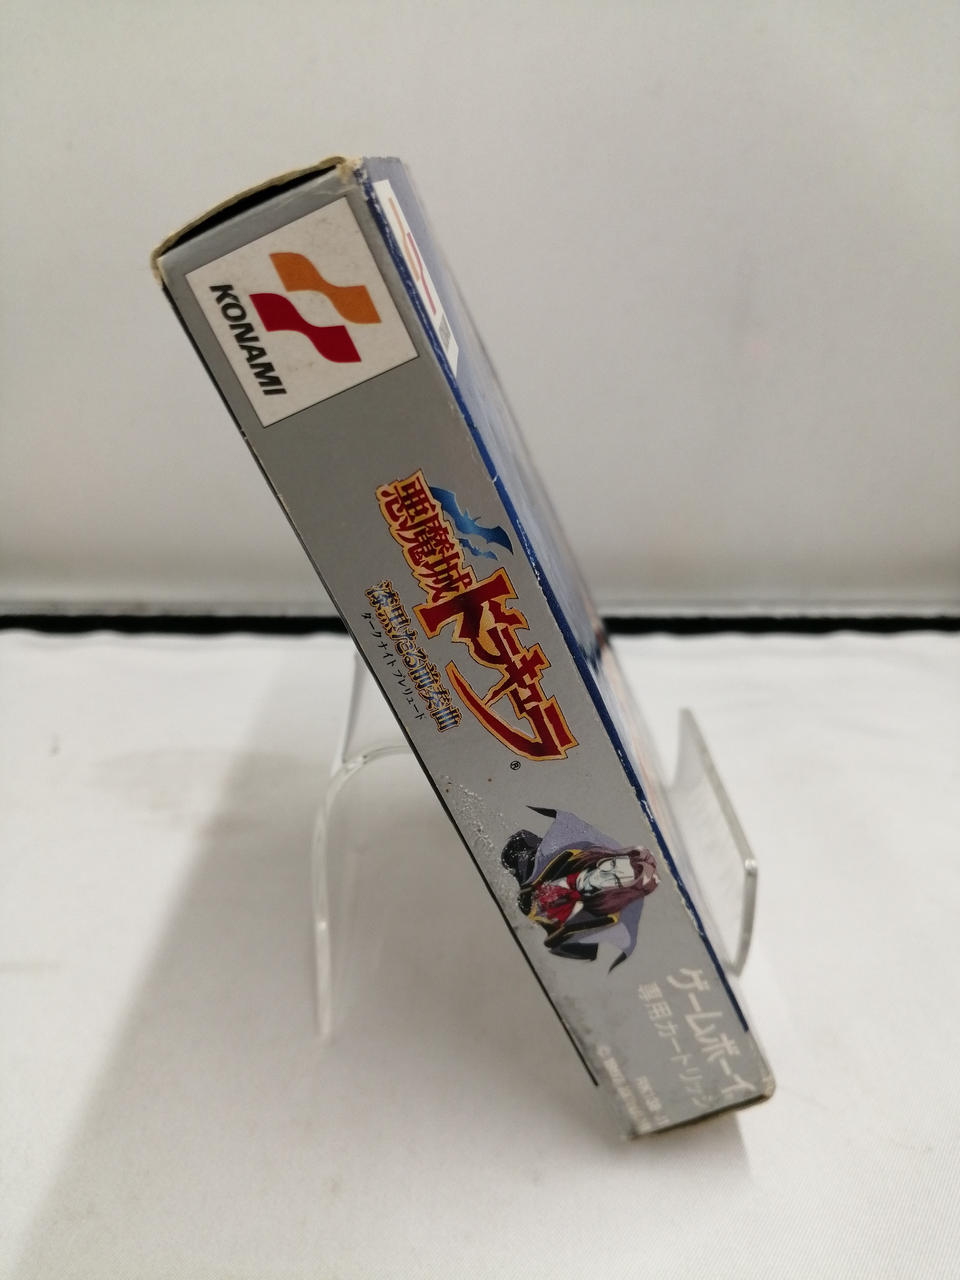 KONAMI
悪魔城ドラキュラ
®
漆黒たる前奏曲
ダークナイト プレリュード
ゲームボーイ
専用カートリッジ